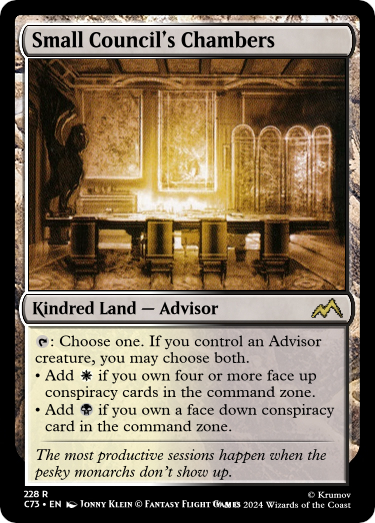 Small Council's Chambers
Kindred Land — Advisor
: Choose one. If you control an Advisor
creature, you may choose both.
• Add if you own four or more face up
conspiracy cards in the command zone.
• Add if you own a face down conspiracy
card in the command zone.
The most productive sessions happen when the
pesky monarchs don't show up.
228 R
© Krumov
C73 • EN Jonny Klein © Fantasy Flight Games
2024 Wizards of the Coast